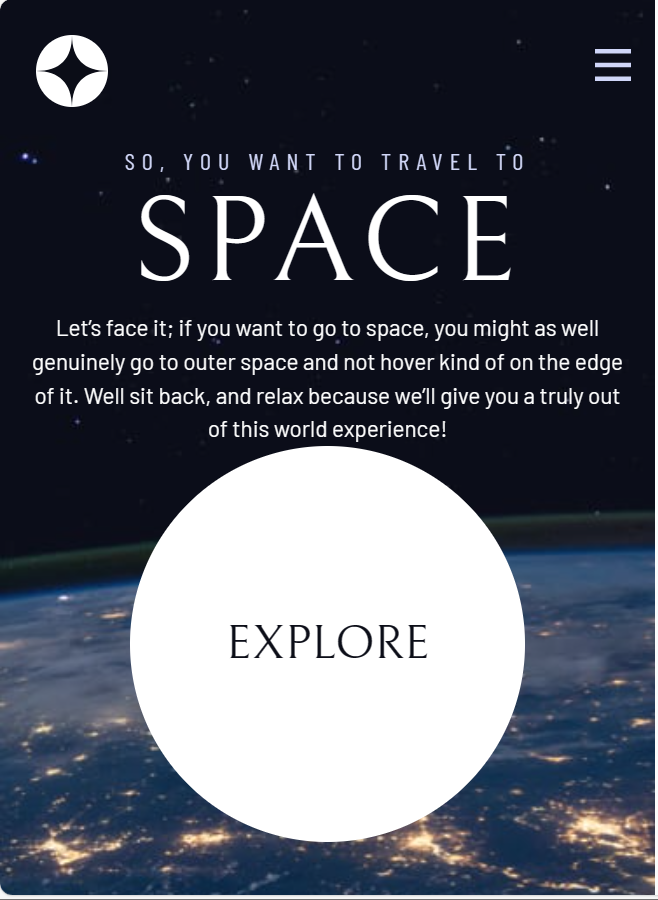 SO, YOU WANT TO TRAVEL TO
SPACE
Let’s face it; if you want to go to space, you might as well
genuinely go to outer space and not hover kind of on the edge
of it. Well sit back, and relax because we’ll give you a truly out
of this world experience!
EXPLORE